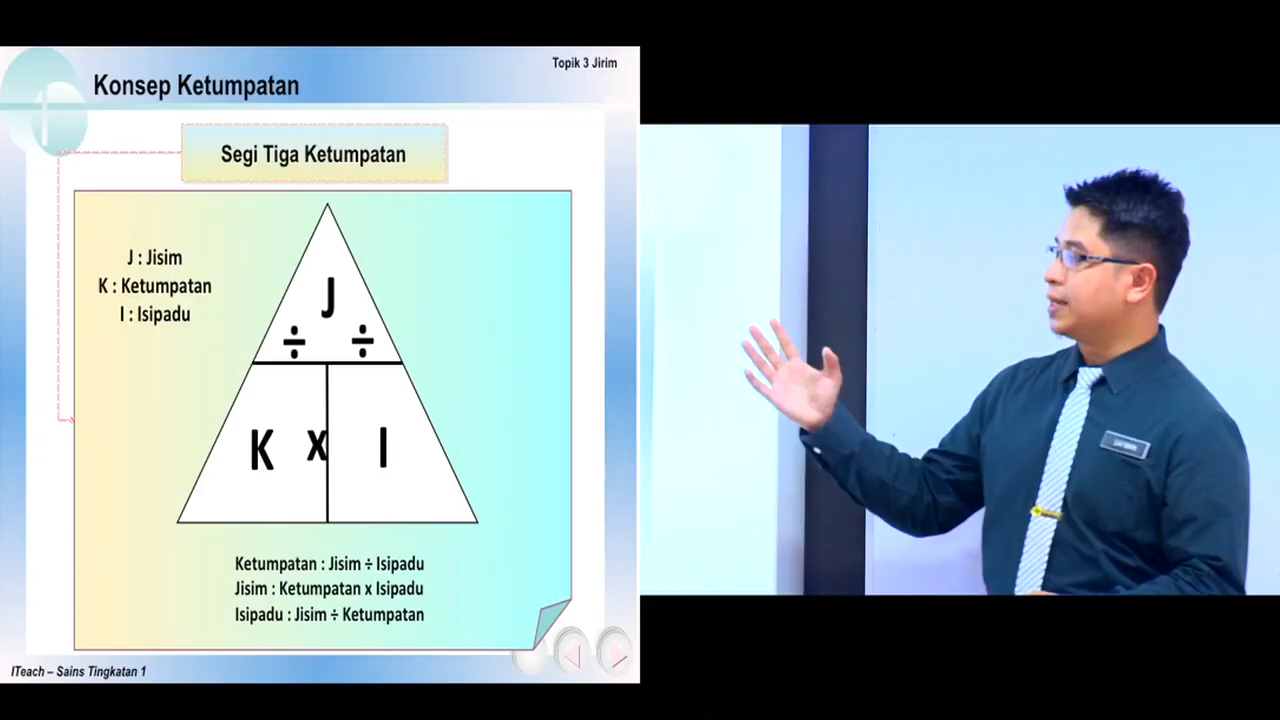 Topik 3 Jirim
1
Konsep Ketumpatan
Segi Tiga Ketumpatan
J : Jisim
K : Ketumpatan
I : Isipadu
J
÷ ÷
K x I
Ketumpatan : Jisim ÷ Isipadu
Jisim : Ketumpatan x Isipadu
Isipadu : Jisim ÷ Ketumpatan
ITeach – Sains Tingkatan 1